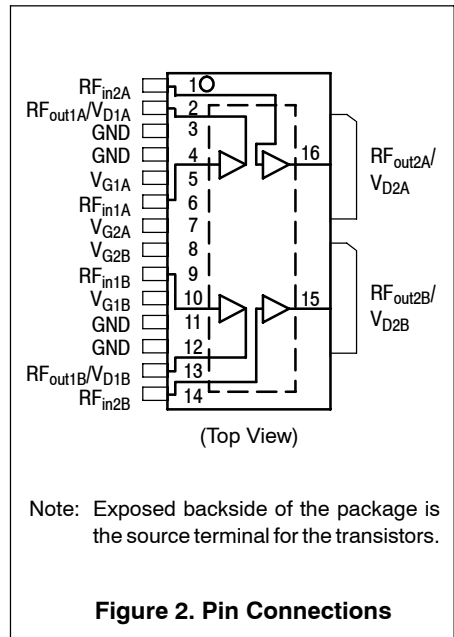 RFin2A 1
RFout1A/VD1A 2
GND 3
GND 4
VG1A 5
RFin1A 6
VG2A 7
VG2B 8
RFin1B 9
VG1B 10
GND 11
GND 12
RFout1B/VD1B 13
RFin2B 14
16 RFout2A/
VD2A
15 RFout2B/
VD2B
(Top View)
Note: Exposed backside of the package is
the source terminal for the transistors.
Figure 2. Pin Connections